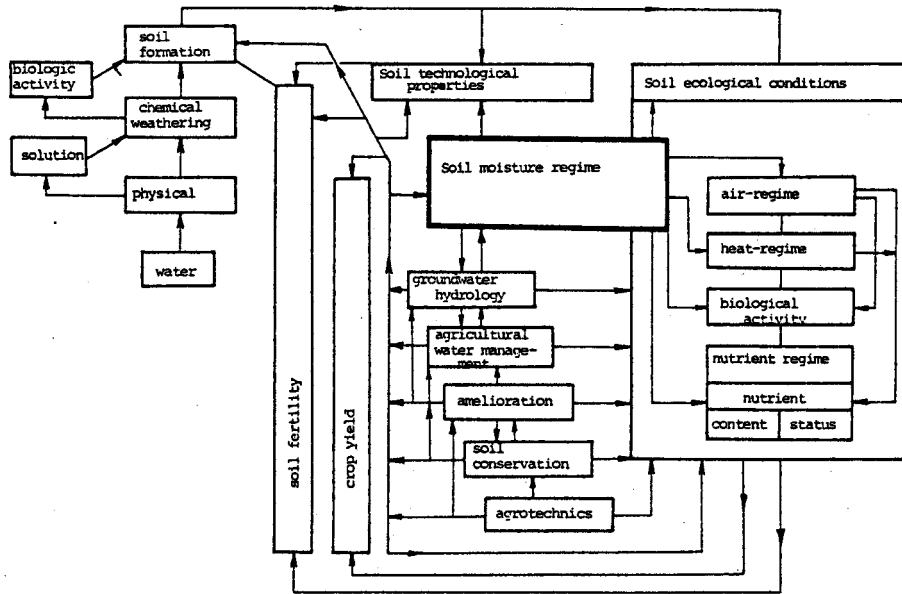 soil
formation
biologic
activity
chemical
weathering
solution
physical
water
Soil technological
properties
Soil ecological conditions
Soil moisture regime
air-regime
heat-regime
biological
activity
nutrient regime
nutrient
content
status
groundwater
hydrology
agricultural
water manage-
ment
amelioration
soil
conservation
agrotechnics
soil fertility
crop yield